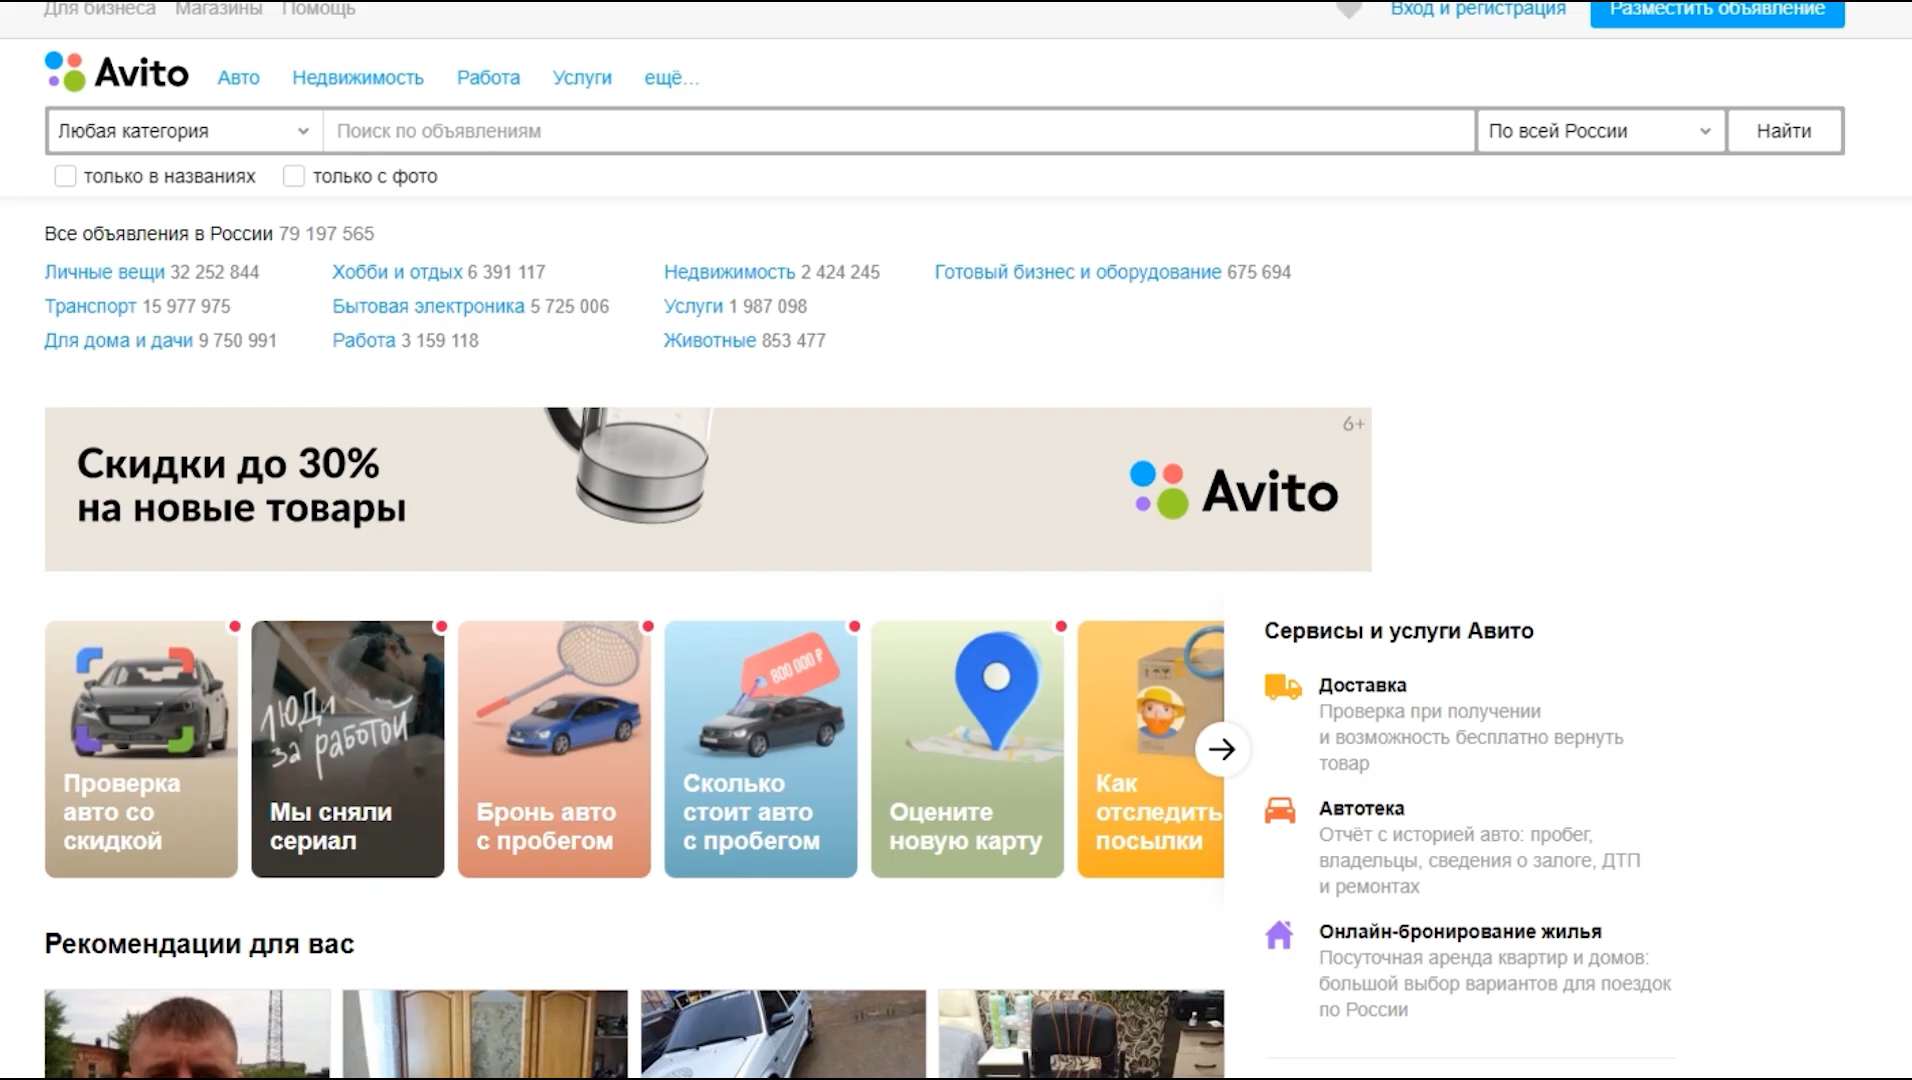 Для бизнеса Магазины Помощь
Вход и регистрация
Разместить объявление
Avito Авто Недвижимость Работа Услуги ещё...
Любая категория Поиск по объявлениям По всей России Найти
только в названиях только с фото
Все объявления в России 79 197 565
Личные вещи 32 252 844
Хобби и отдых 6 391 117
Недвижимость 2 424 245
Готовый бизнес и оборудование 675 694
Транспорт 15 977 975
Бытовая электроника 5 725 006
Услуги 1 987 098
Для дома и дачи 9 750 991
Работа 3 159 118
Животные 853 477
6+
Скидки до 30%
на новые товары
Avito
Проверка
авто со
скидкой
ЛЮДИ
за работой
Мы сняли
сериал
Бронь авто
с пробегом
800 000 ₽
Сколько
стоит авто
с пробегом
Оцените
новую карту
Как
отследить
посылки
Сервисы и услуги Авито
Доставка
Проверка при получении
и возможность бесплатно вернуть
товар
Автотека
Отчёт с историей авто: пробег,
владельцы, сведения о залоге, ДТП
и ремонтах
Онлайн-бронирование жилья
Посуточная аренда квартир и домов:
большой выбор вариантов для поездок
по России
Рекомендации для вас